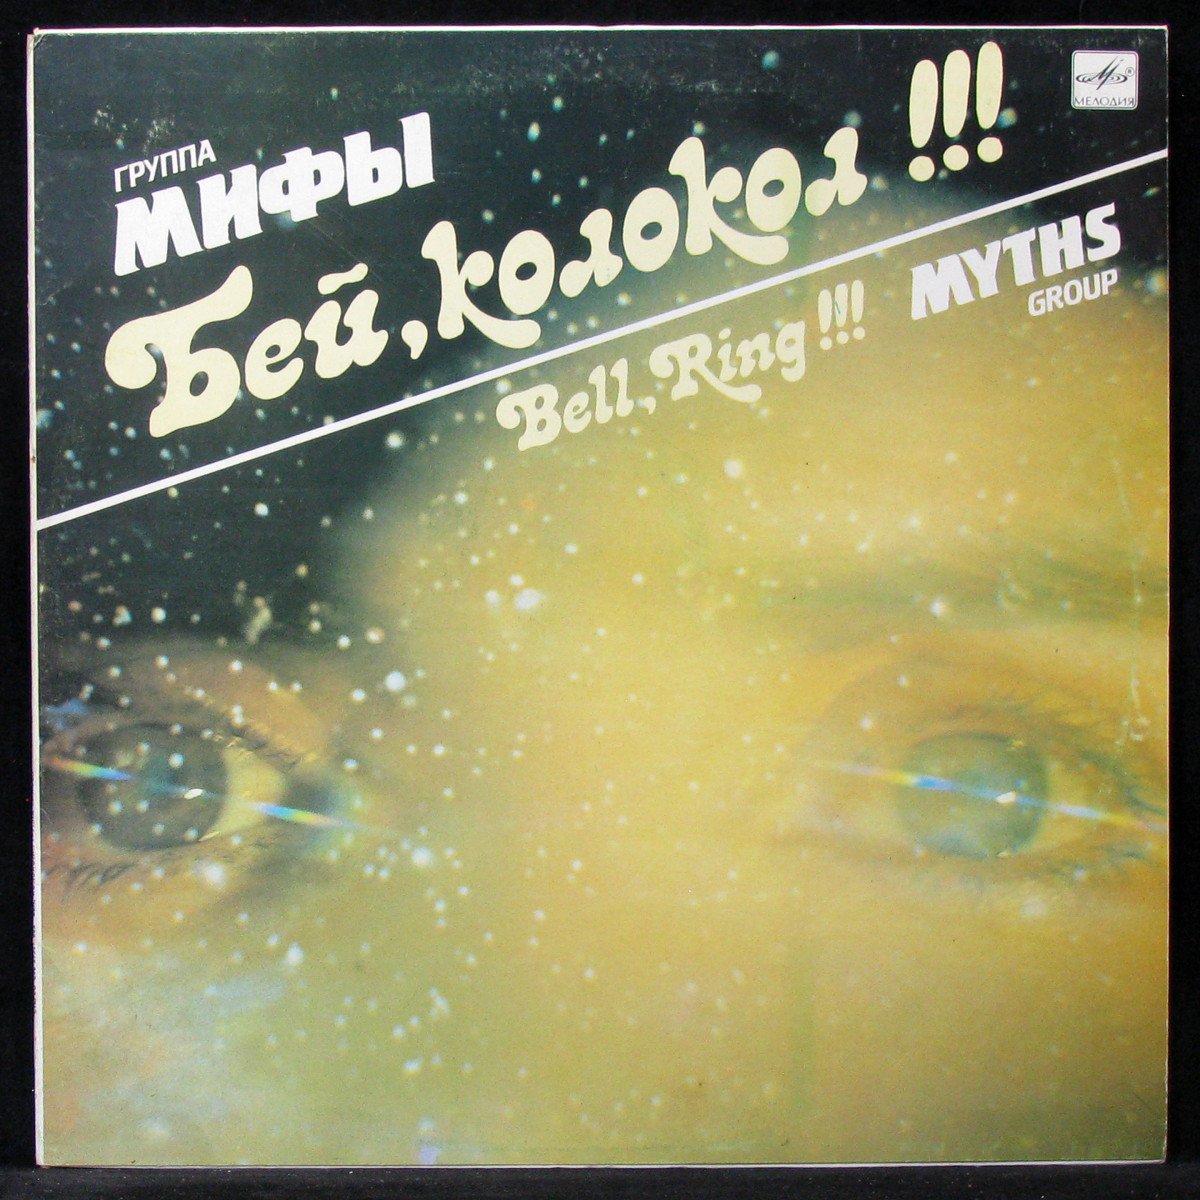 ГРУППА
МИФЫ
Бей, колокол !!!
Bell, Ring !!!
MYTHS
GROUP
МЕЛОДИЯ